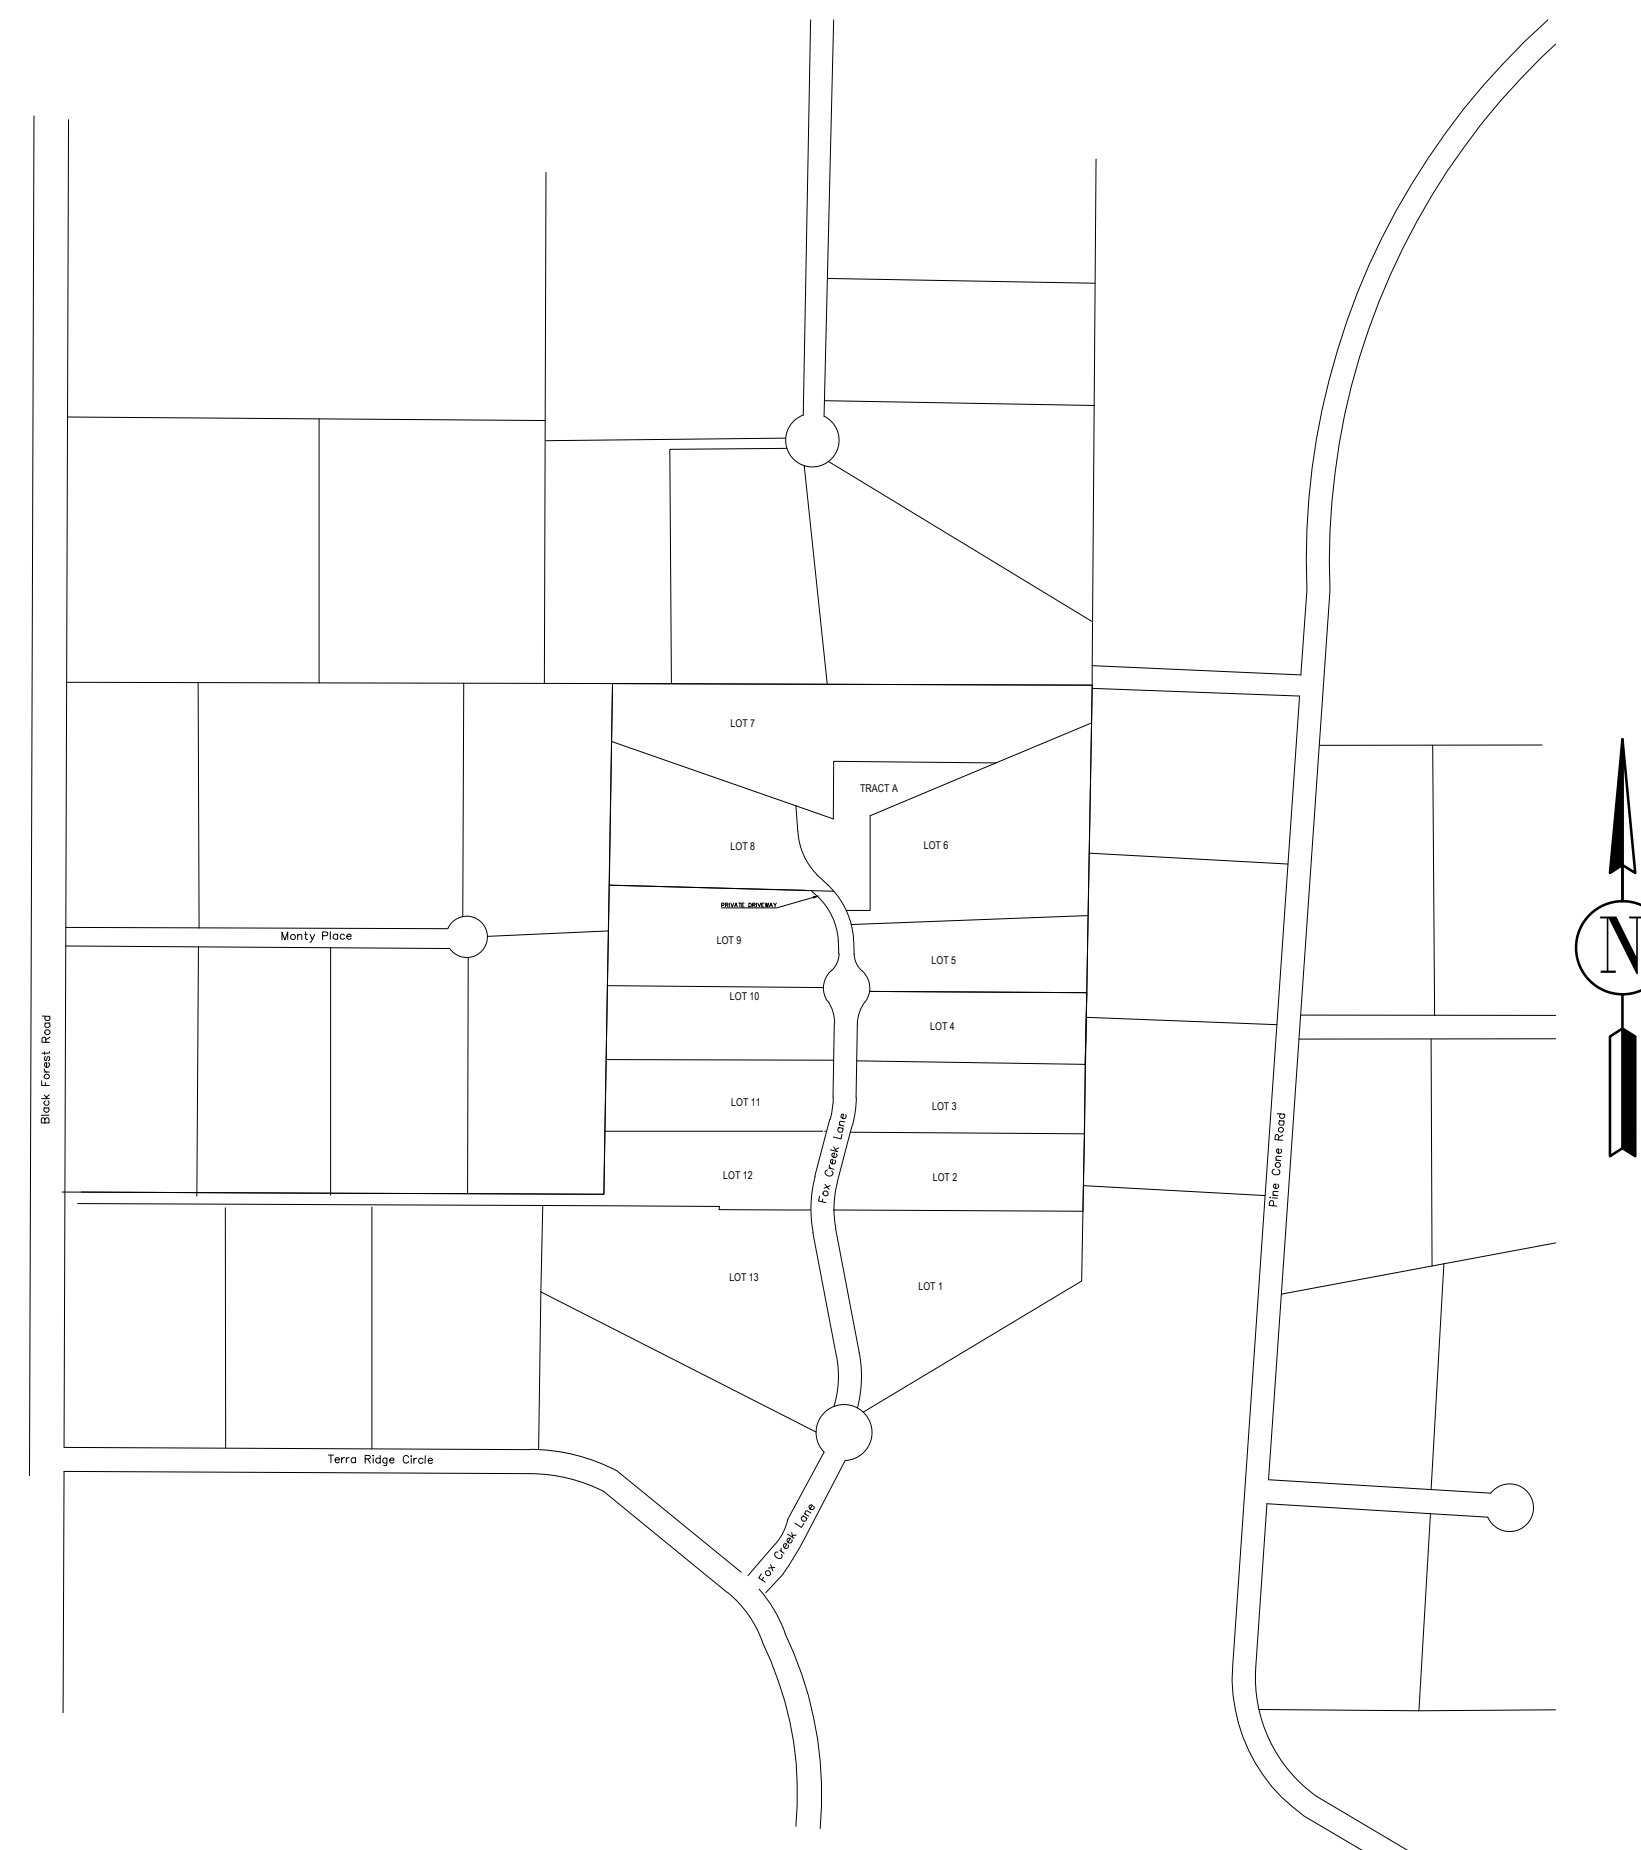 LOT 7
TRACT A
LOT 8
LOT 6
PRIVATE DRIVEWAY
Monty Place
LOT 9
N
LOT 5
LOT 10
LOT 4
Black Forest Road
LOT 11
LOT 3
Fox Creek Lane
Pine Cone Road
LOT 12
LOT 2
LOT 13
LOT 1
Terra Ridge Circle
Fox Creek Lane